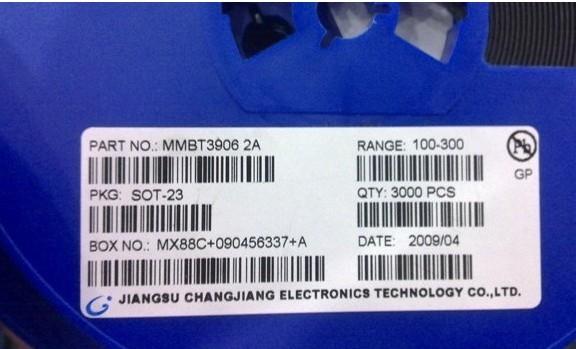 PART NO.: MMBT3906 2A
RANGE: 100-300
Pb
GP
PKG: SOT-23
QTY: 3000 PCS
BOX NO.: MX88C+090456337+A
DATE: 2009/04
JIANGSU CHANGJIANG ELECTRONICS TECHNOLOGY CO.,LTD.